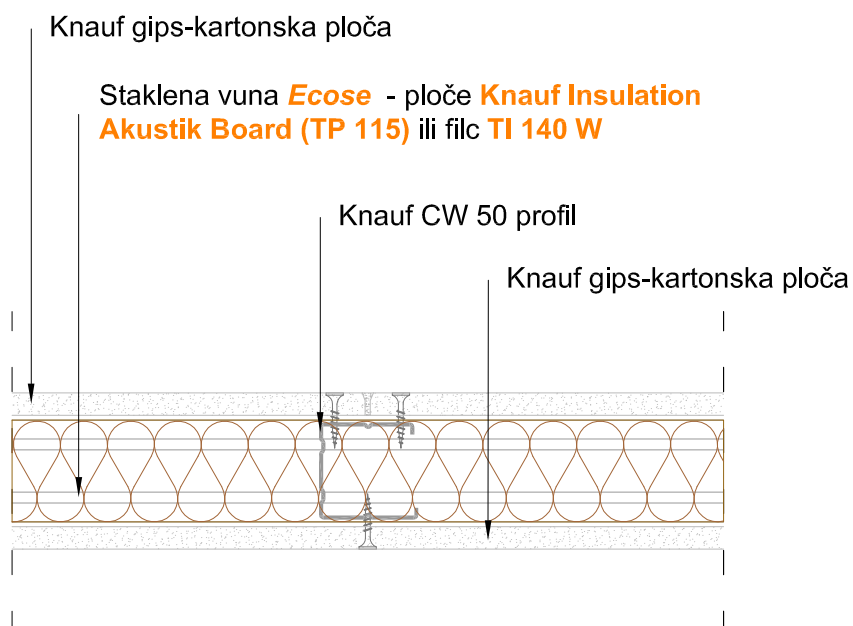 Knauf gips-kartonska ploča
Staklena vuna Ecose - ploče Knauf Insulation
Akustik Board (TP 115) ili filc TI 140 W
Knauf CW 50 profil
Knauf gips-kartonska ploča